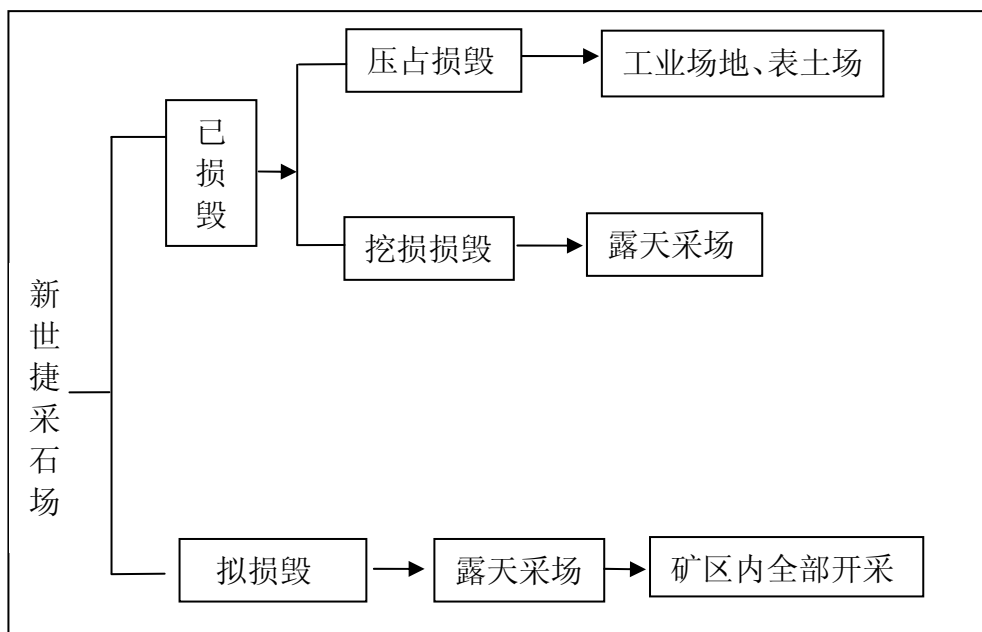 新世捷采石场
已损毁
压占损毁
工业场地、表土场
挖损损毁
露天采场
拟损毁
露天采场
矿区内全部开采